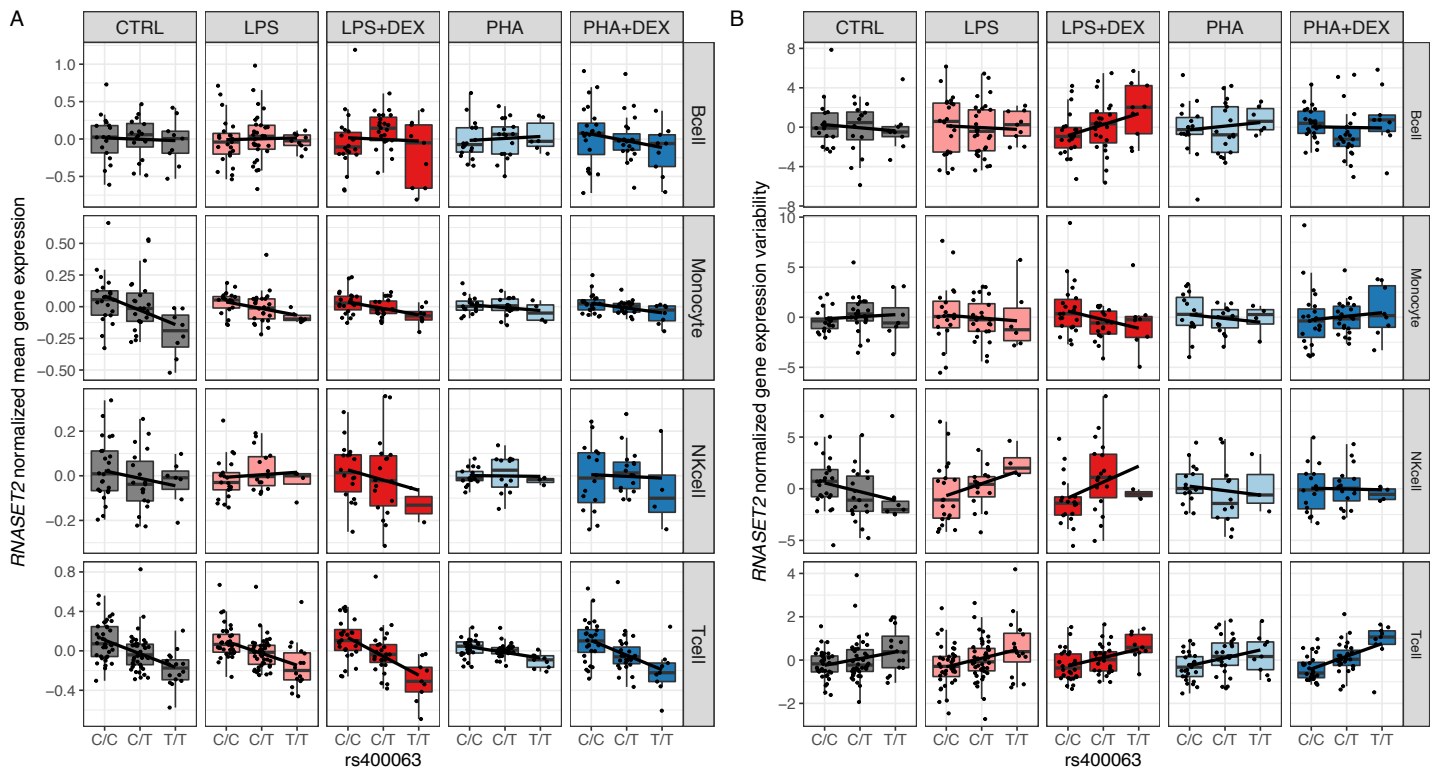 A
CTRL LPS LPS+DEX PHA PHA+DEX
RNASET2 normalized mean gene expression
1.0
0.5
0.0
−0.5
Bcell
0.50
0.25
0.00
−0.25
−0.50
Monocyte
0.2
0.0
−0.2
NKcell
0.8
0.4
0.0
−0.4
Tcell
C/C C/T T/T C/C C/T T/T C/C C/T T/T C/C C/T T/T C/C C/T T/T
rs400063
B
CTRL LPS LPS+DEX PHA PHA+DEX
RNASET2 normalized gene expression variability
8
4
0
−4
−8
Bcell
10
5
0
−5
Monocyte
5
0
−5
NKcell
4
2
0
−2
Tcell
C/C C/T T/T C/C C/T T/T C/C C/T T/T C/C C/T T/T C/C C/T T/T
rs400063